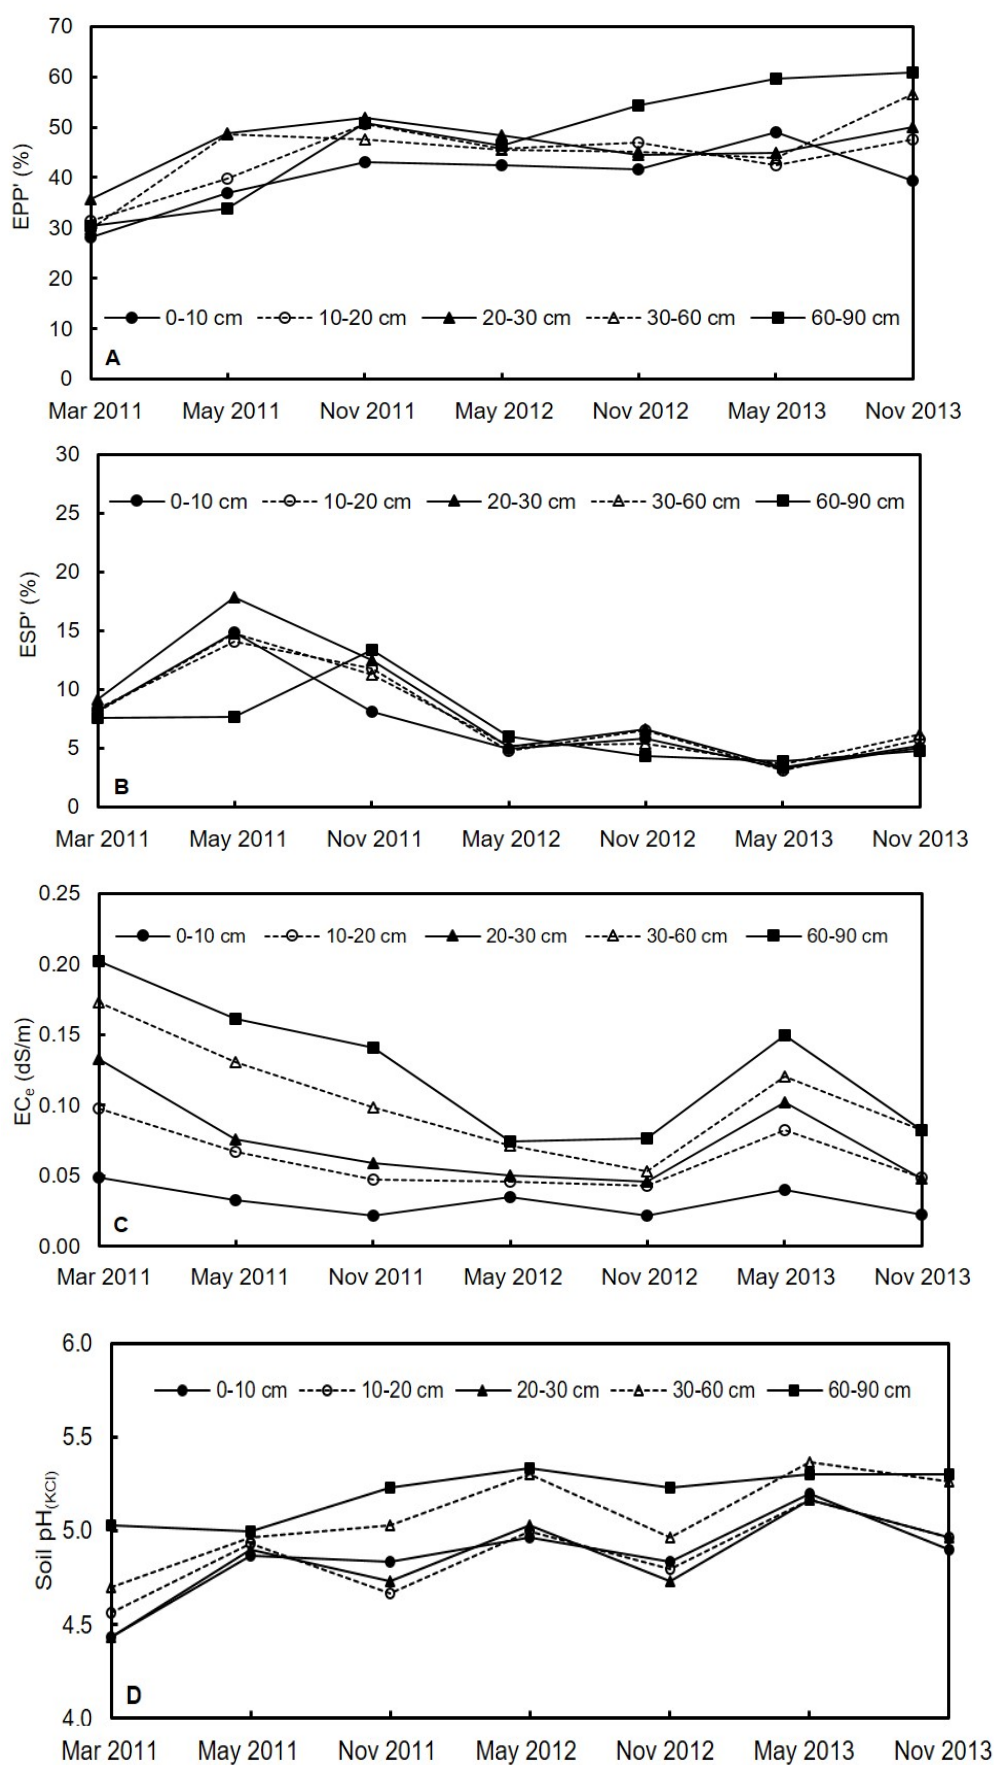 70
60
50
40
30
20
10
0
EPP' (%)
0-10 cm 10-20 cm 20-30 cm 30-60 cm 60-90 cm
A
Mar 2011 May 2011 Nov 2011 May 2012 Nov 2012 May 2013 Nov 2013
30
25
20
15
10
5
0
ESP' (%)
0-10 cm 10-20 cm 20-30 cm 30-60 cm 60-90 cm
B
Mar 2011 May 2011 Nov 2011 May 2012 Nov 2012 May 2013 Nov 2013
0.25
0.20
0.15
0.10
0.05
0.00
ECe (dS/m)
0-10 cm 10-20 cm 20-30 cm 30-60 cm 60-90 cm
C
Mar 2011 May 2011 Nov 2011 May 2012 Nov 2012 May 2013 Nov 2013
6.0
5.5
5.0
4.5
4.0
Soil pH(KCl)
0-10 cm 10-20 cm 20-30 cm 30-60 cm 60-90 cm
D
Mar 2011 May 2011 Nov 2011 May 2012 Nov 2012 May 2013 Nov 2013